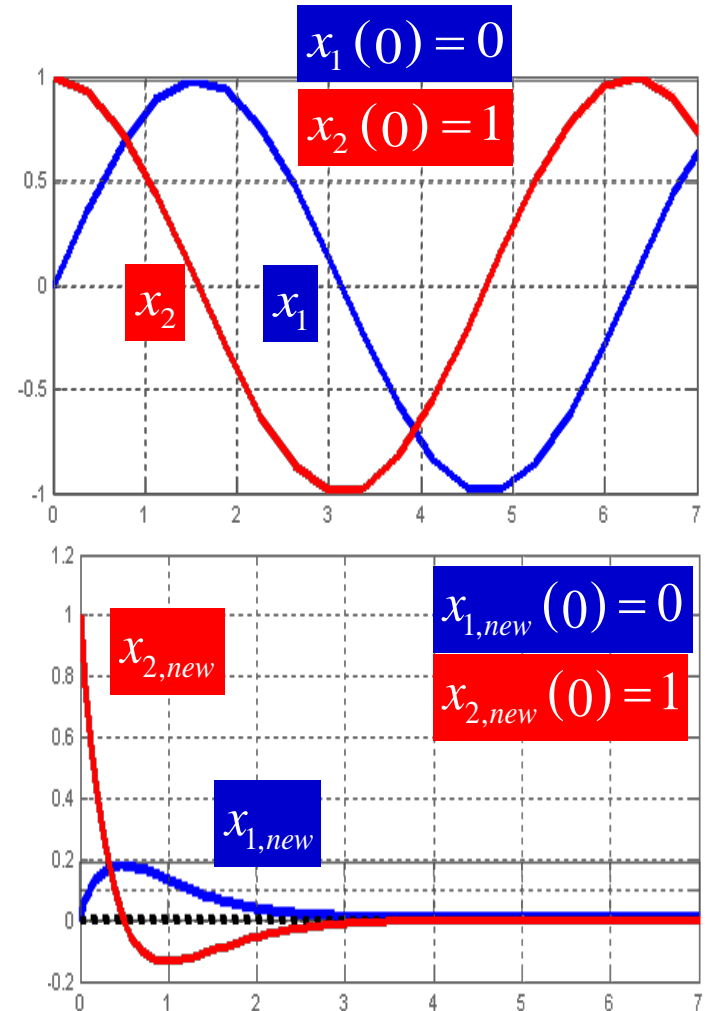 x₁(0) = 0
x₂(0) = 1
1
0.5
0
-0.5
-1
x₂
x₁
0 1 2 3 4 5 6 7
1.2
1
0.8
0.6
0.4
0.2
0
-0.2
x₁,new(0) = 0
x₂,new(0) = 1
x₂,new
x₁,new
0 1 2 3 4 5 6 7